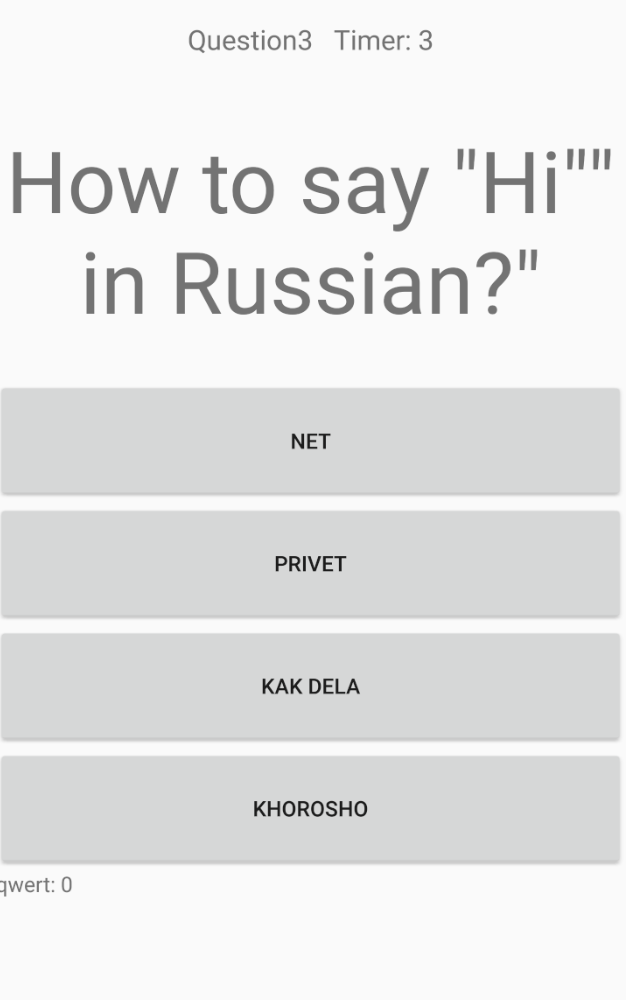 Question3 Timer: 3
How to say "Hi""
in Russian?"
NET
PRIVET
KAK DELA
KHOROSHO
qwert: 0